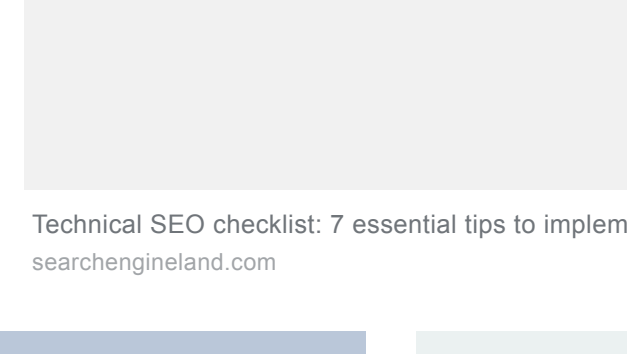 Technical SEO checklist: 7 essential tips to implem
searchengineland.com